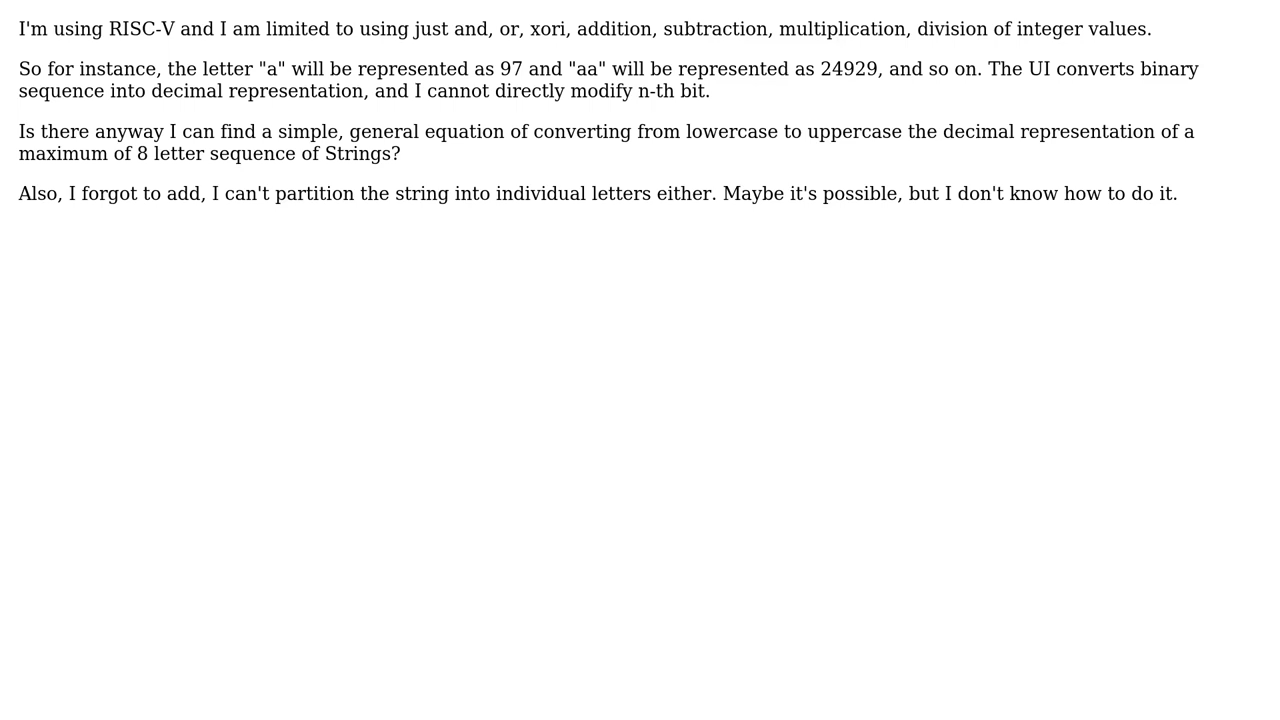 I'm using RISC-V and I am limited to using just and, or, xori, addition, subtraction, multiplication, division of integer values.
So for instance, the letter "a" will be represented as 97 and "aa" will be represented as 24929, and so on. The UI converts binary
sequence into decimal representation, and I cannot directly modify n-th bit.
Is there anyway I can find a simple, general equation of converting from lowercase to uppercase the decimal representation of a
maximum of 8 letter sequence of Strings?
Also, I forgot to add, I can't partition the string into individual letters either. Maybe it's possible, but I don't know how to do it.